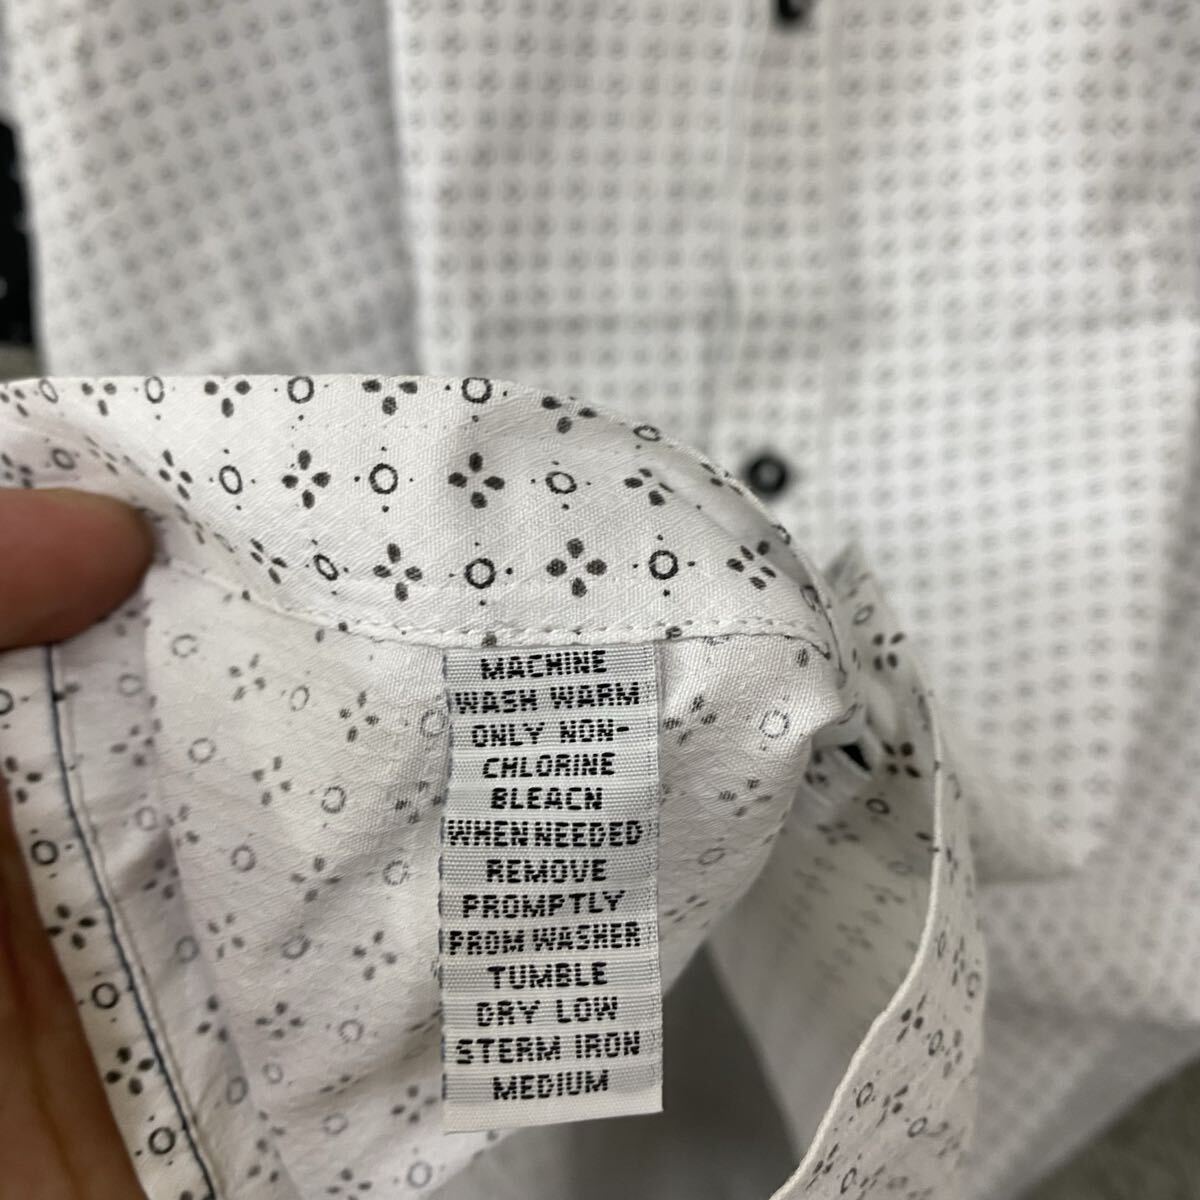 MACHINE
WASH WARM
ONLY NON-
CHLORINE
BLEACN
WHEN NEEDED
REMOVE
PROMPTLY
FROM WASHER
TUMBLE
DRY LOW
STERM IRON
MEDIUM